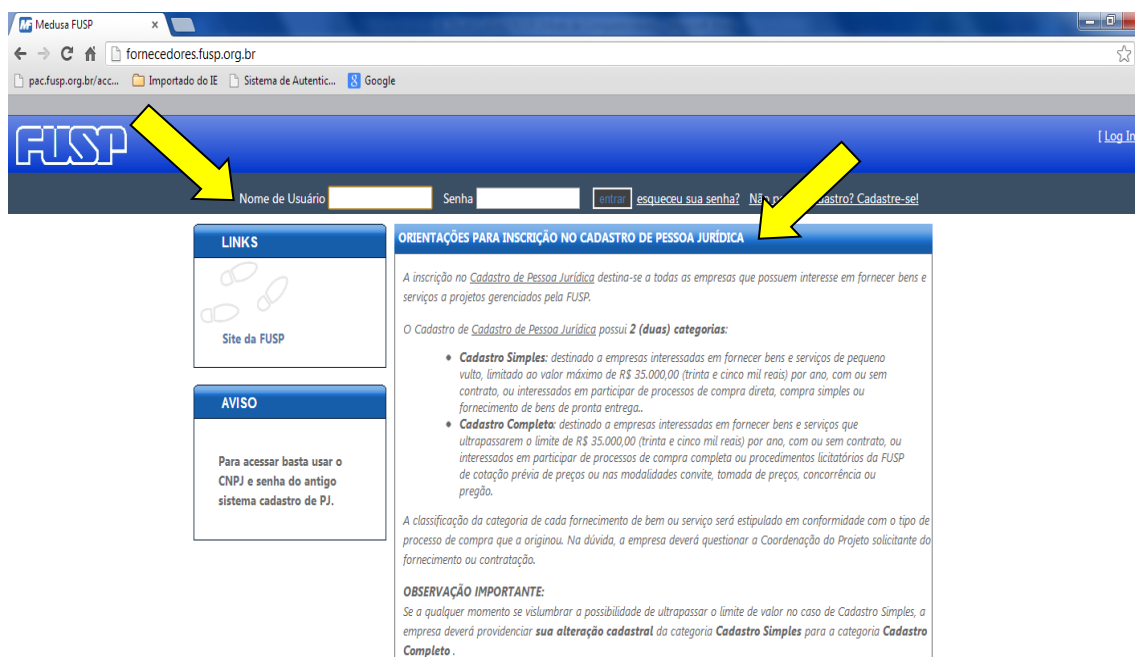 Medusa FUSP
fornecedores.fusp.org.br
pac.fusp.org.br/acc... Importado do IE Sistema de Autentic... Google
FUSP
[ Log In
Nome de Usuário Senha entrar esqueceu sua senha? Cadastre-se!
LINKS
Site da FUSP
AVISO
Para acessar basta usar o
CNPJ e senha do antigo
sistema cadastro de PJ.
ORIENTAÇÕES PARA INSCRIÇÃO NO CADASTRO DE PESSOA JURÍDICA
A inscrição no Cadastro de Pessoa Jurídica destina-se a todas as empresas que possuem interesse em fornecer bens e
serviços a projetos gerenciados pela FUSP.
O Cadastro de Cadastro de Pessoa Jurídica possui 2 (duas) categorias:
• Cadastro Simples: destinado a empresas interessadas em fornecer bens e serviços de pequeno
vulto, limitado ao valor máximo de R$ 35.000,00 (trinta e cinco mil reais) por ano, com ou sem
contrato, ou interessados em participar de processos de compra direta, compra simples ou
fornecimento de bens de pronta entrega..
• Cadastro Completo: destinado a empresas interessadas em fornecer bens e serviços que
ultrapassarem o limite de R$ 35.000,00 (trinta e cinco mil reais) por ano, com ou sem contrato, ou
interessados em participar de processos de compra completa ou procedimentos licitatórios da FUSP
de cotação prévia de preços ou nas modalidades convite, tomada de preços, concorrência ou
pregão.
A classificação da categoria de cada fornecimento de bem ou serviço será estipulado em conformidade com o tipo de
processo de compra que a originou. Na dúvida, a empresa deverá questionar a Coordenação do Projeto solicitante do
fornecimento ou contratação.
OBSERVAÇÃO IMPORTANTE:
Se a qualquer momento se vislumbrar a possibilidade de ultrapassar o limite de valor no caso de Cadastro Simples, a
empresa deverá providenciar sua alteração cadastral da categoria Cadastro Simples para a categoria Cadastro
Completo .